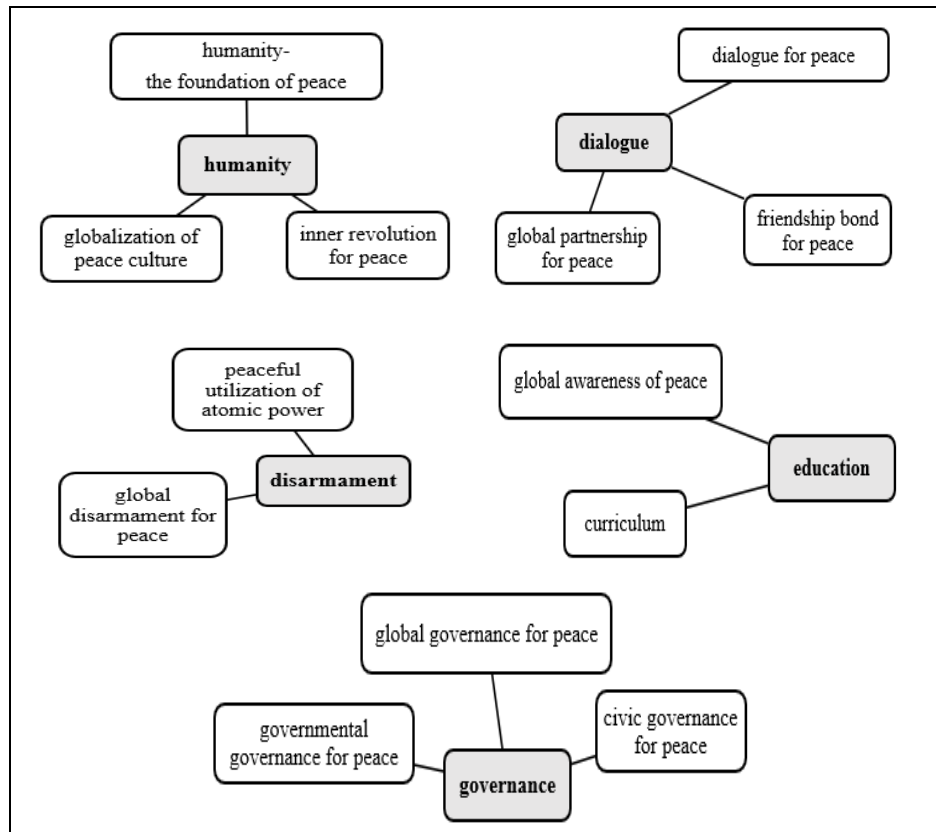 humanity-
the foundation of peace
humanity
globalization of
peace culture
inner revolution
for peace
dialogue for peace
dialogue
global partnership
for peace
friendship bond
for peace
peaceful
utilization of
atomic power
disarmament
global
disarmament for
peace
global awareness of peace
education
curriculum
global governance for peace
governmental
governance for peace
civic governance
for peace
governance